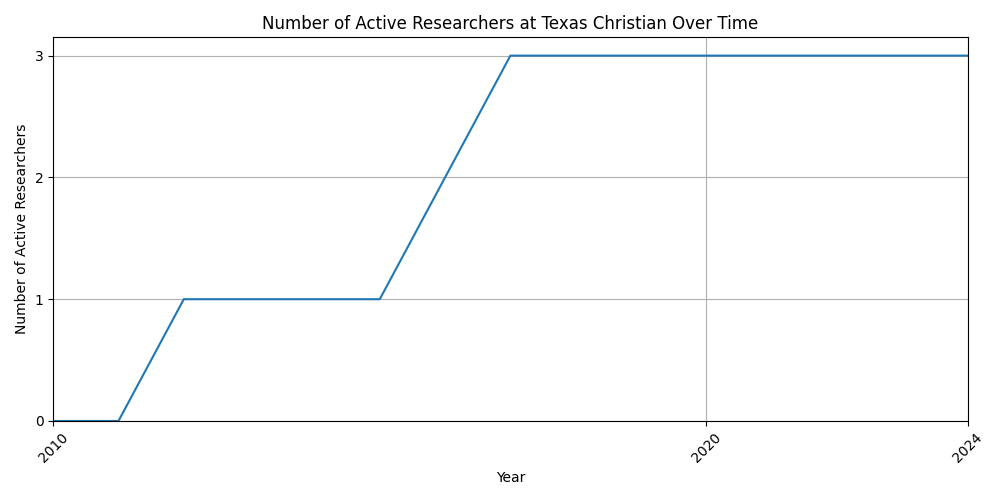 Number of Active Researchers at Texas Christian Over Time
Number of Active Researchers
3
2
1
0
2010
2020
2024
Year